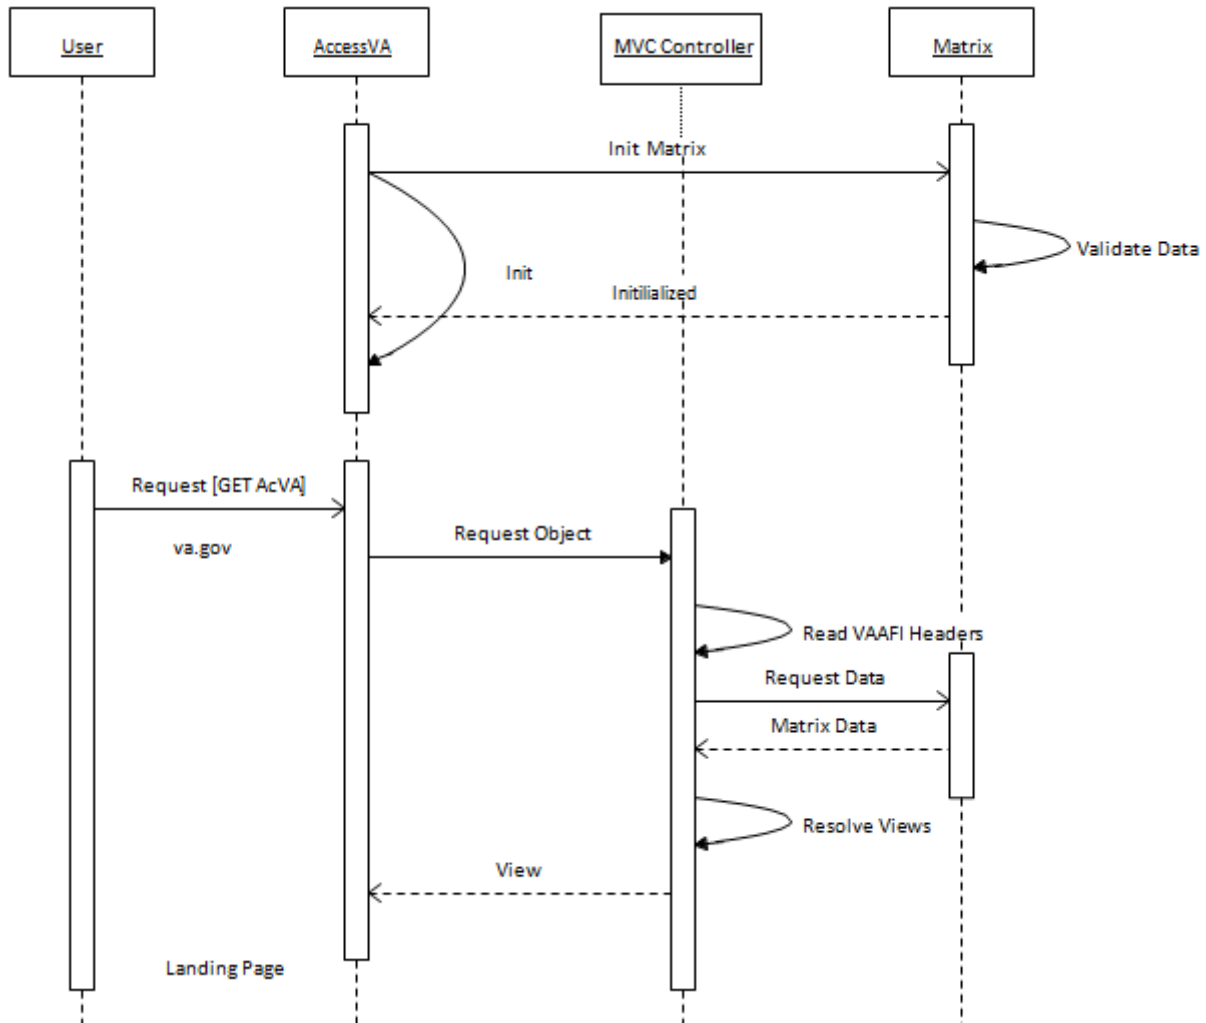 User
AccessVA
MVC Controller
Matrix
Init Matrix
Validate Data
Init
Initilialized
Request [GET AcVA]
va.gov
Request Object
Read VAAFI Headers
Request Data
Matrix Data
Resolve Views
View
Landing Page